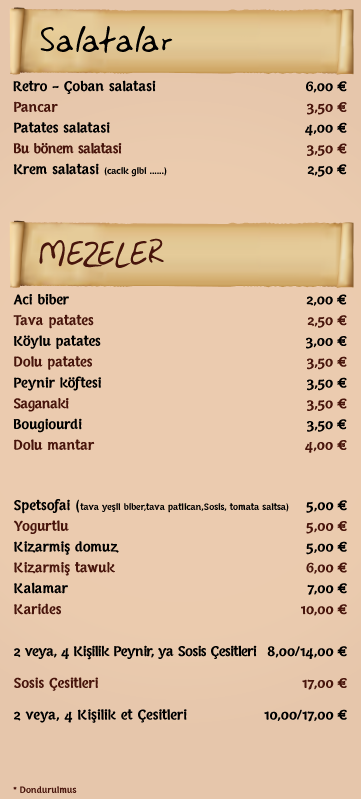 Salatalar
Retro - Çoban salatasi 6,00 €
Pancar 3,50 €
Patates salatasi 4,00 €
Bu bönem salatasi 3,50 €
Krem salatasi (cacik gibi ......) 2,50 €
MEZELER
Aci biber 2,00 €
Tava patates 2,50 €
Köylu patates 3,00 €
Dolu patates 3,50 €
Peynir köftesi 3,50 €
Saganaki 3,50 €
Bougiourdi 3,50 €
Dolu mantar 4,00 €
Spetsofai (tava yeşil biber,tava patlican,Sosis, tomata saltsa) 5,00 €
Yogurtlu 5,00 €
Kizarmiş domuz 5,00 €
Kizarmiş tawuk 6,00 €
Kalamar 7,00 €
Karides 10,00 €
2 veya, 4 Kişilik Peynir, ya Sosis Çesitleri 8,00/14,00 €
Sosis Çesitleri 17,00 €
2 veya, 4 Kişilik et Çesitleri 10,00/17,00 €
* Dondurulmus